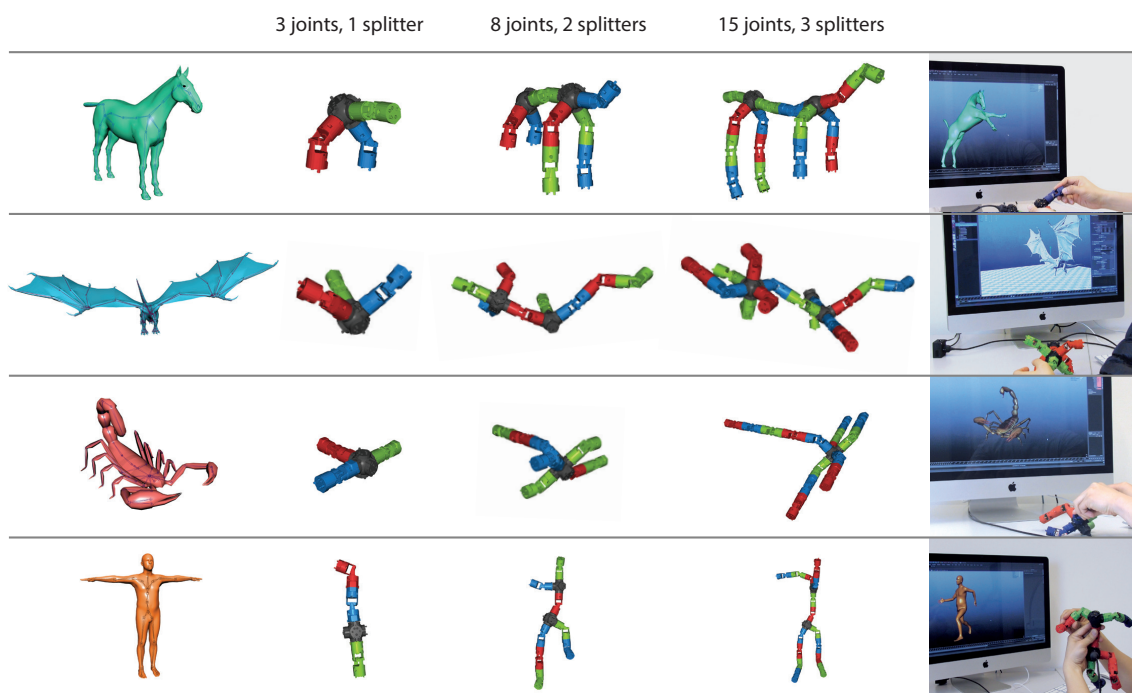 3 joints, 1 splitter
8 joints, 2 splitters
15 joints, 3 splitters